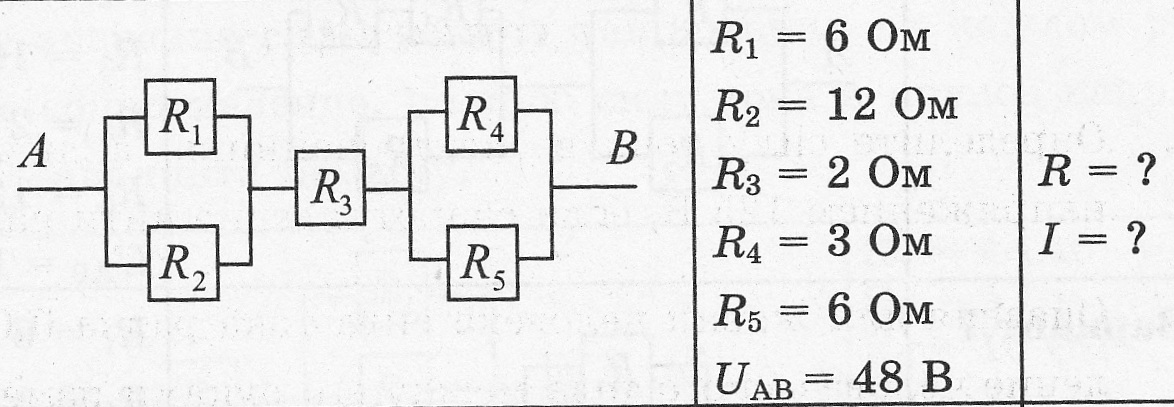 A
R1
R2
R3
R4
R5
B
R1 = 6 Ом
R2 = 12 Ом
R3 = 2 Ом
R4 = 3 Ом
R5 = 6 Ом
UAB = 48 В
R = ?
I = ?